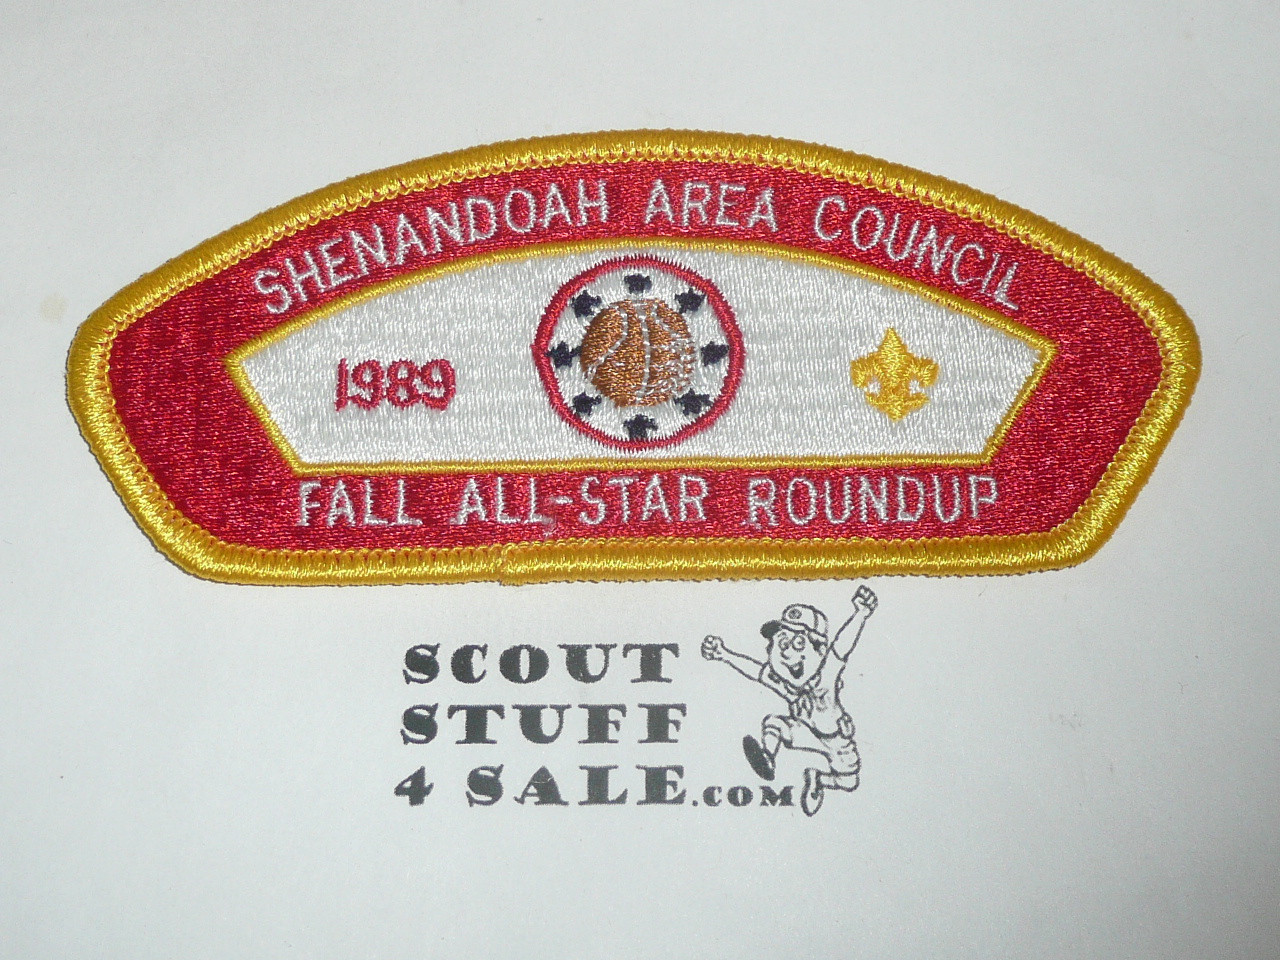 SHENANDOAH AREA COUNCIL
1989
FALL ALL-STAR ROUNDUP
SCOUT
STUFF
4 SALE.COM